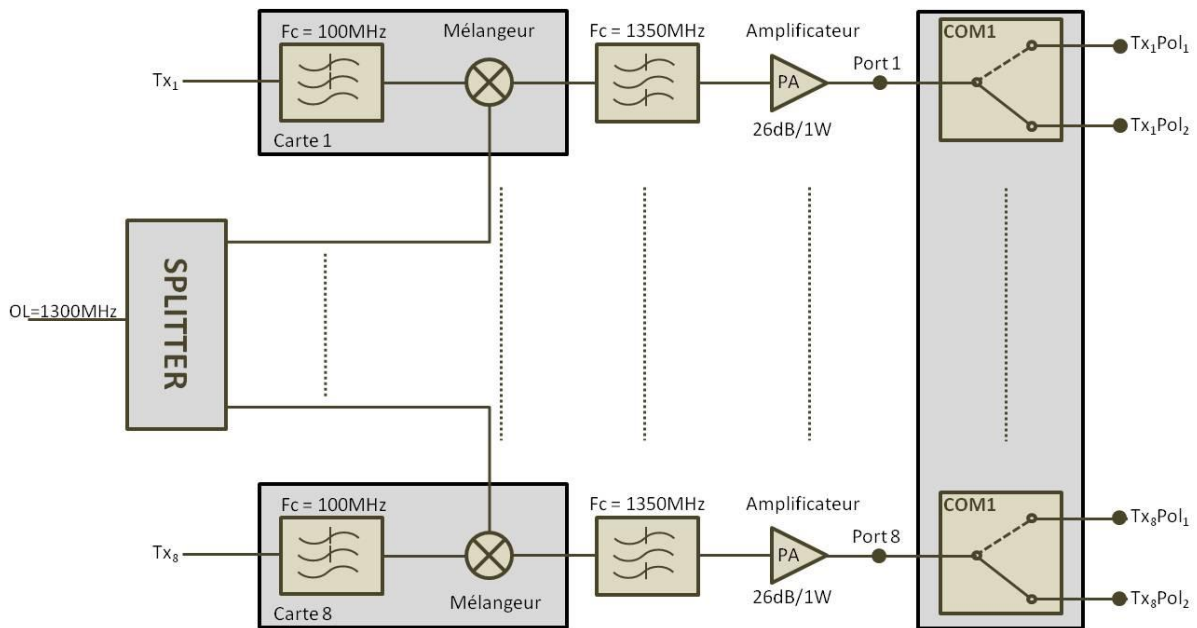 Fc = 100MHz
Mélangeur
Fc = 1350MHz
Amplificateur
COM1
Tx₁Pol₁
Tx₁
PA
Port 1
Tx₁Pol₂
Carte 1
26dB/1W
SPLITTER
OL=1300MHz
Fc = 100MHz
Fc = 1350MHz
Amplificateur
COM1
Tx₈Pol₁
Tx₈
PA
Port 8
Mélangeur
26dB/1W
Tx₈Pol₂
Carte 8